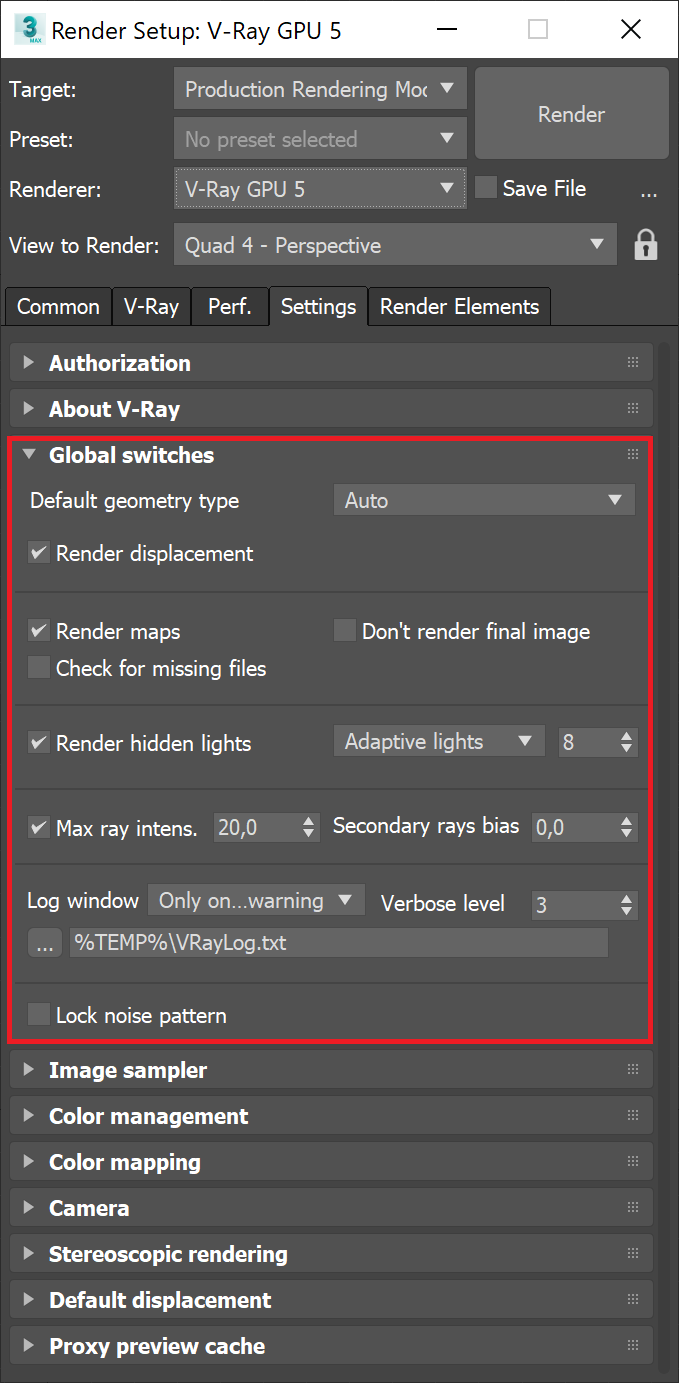 3 MAX Render Setup: V-Ray GPU 5
Target: Production Rendering Mod
Render
Preset: No preset selected
Renderer: V-Ray GPU 5 Save File ...
View to Render: Quad 4 - Perspective
Common V-Ray Perf. Settings Render Elements
Authorization
About V-Ray
Global switches
Default geometry type Auto
Render displacement
Render maps Don't render final image
Check for missing files
Render hidden lights Adaptive lights 8
Max ray intens. 20,0 Secondary rays bias 0,0
Log window Only on...warning Verbose level 3
... %TEMP%\VRayLog.txt
Lock noise pattern
Image sampler
Color management
Color mapping
Camera
Stereoscopic rendering
Default displacement
Proxy preview cache